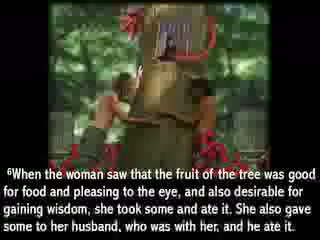 ⁶When the woman saw that the fruit of the tree was good
for food and pleasing to the eye, and also desirable for
gaining wisdom, she took some and ate it. She also gave
some to her husband, who was with her, and he ate it.